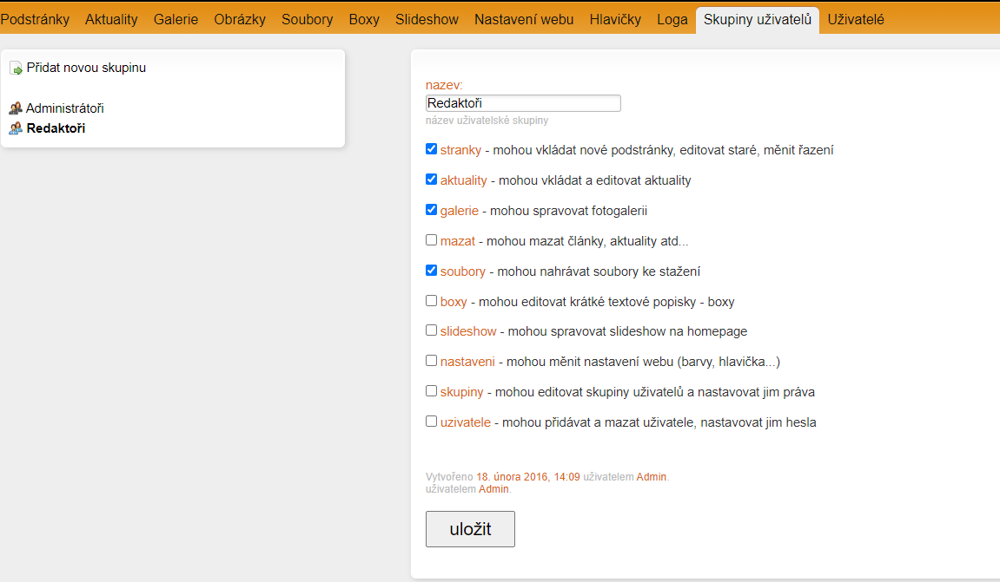 Podstránky Aktuality Galerie Obrázky Soubory Boxy Slideshow Nastavení webu Hlavičky Loga Skupiny uživatelů Uživatelé
Přidat novou skupinu
Administrátoři
Redaktoři
nazev:
Redaktoři
název uživatelské skupiny
stranky - mohou vkládat nové podstránky, editovat staré, měnit řazení
aktuality - mohou vkládat a editovat aktuality
galerie - mohou spravovat fotogalerii
mazat - mohou mazat články, aktuality atd...
soubory - mohou nahrávat soubory ke stažení
boxy - mohou editovat krátké textové popisky - boxy
slideshow - mohou spravovat slideshow na homepage
nastaveni - mohou měnit nastavení webu (barvy, hlavička...)
skupiny - mohou editovat skupiny uživatelů a nastavovat jim práva
uzivatele - mohou přidávat a mazat uživatele, nastavovat jim hesla
Vytvořeno 18. února 2016, 14:09 uživatelem Admin.
uživatelem Admin.
uložit